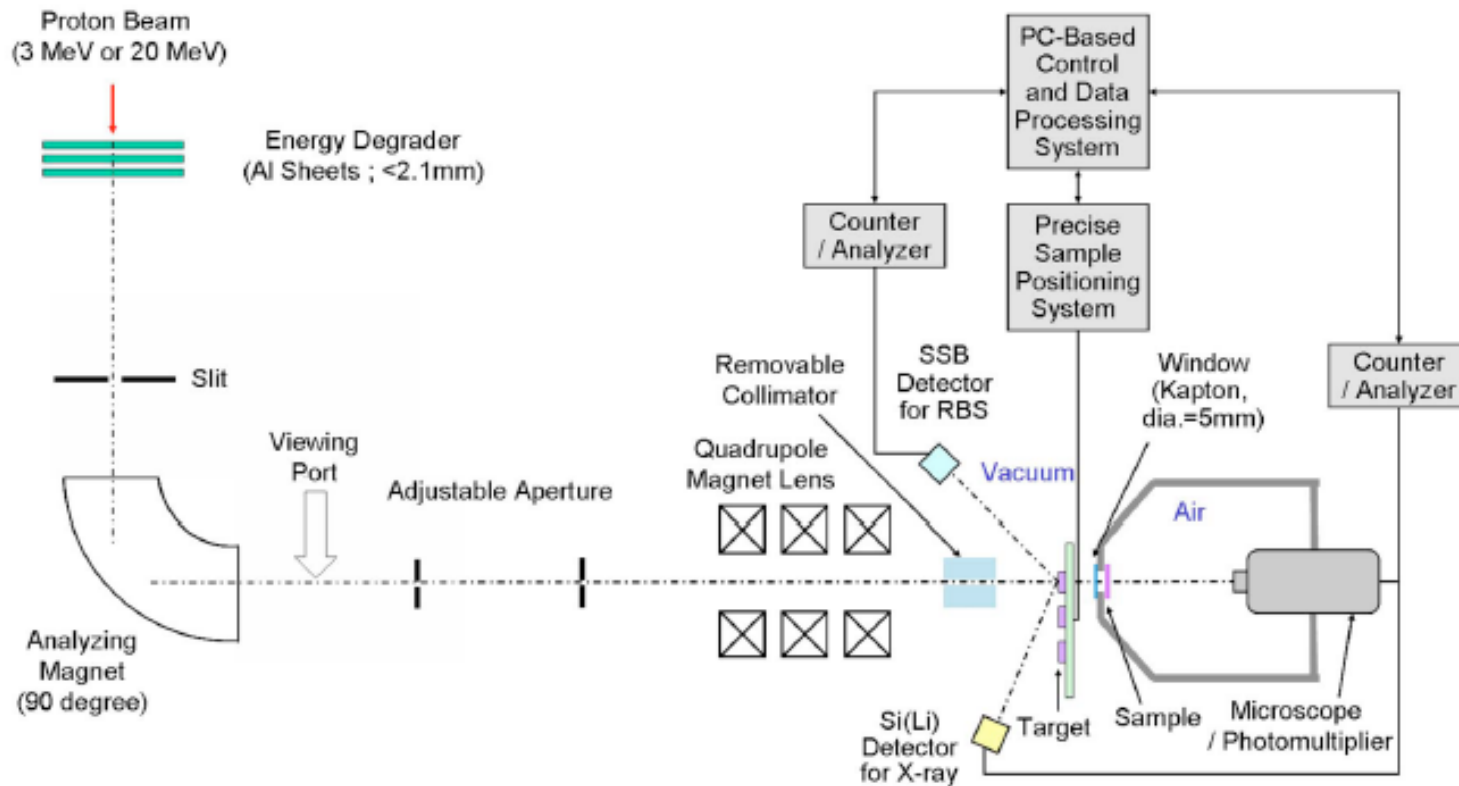 Proton Beam
(3 MeV or 20 MeV)
Energy Degrader
(Al Sheets ; <2.1mm)
Slit
Viewing
Port
Adjustable Aperture
Analyzing
Magnet
(90 degree)
Quadrupole
Magnet Lens
Removable
Collimator
SSB
Detector
for RBS
Counter
/ Analyzer
PC-Based
Control
and Data
Processing
System
Precise
Sample
Positioning
System
Window
(Kapton,
dia.=5mm)
Counter
/ Analyzer
Vacuum
Air
Si(Li)
Detector
for X-ray
Target
Sample
Microscope
/ Photomultiplier